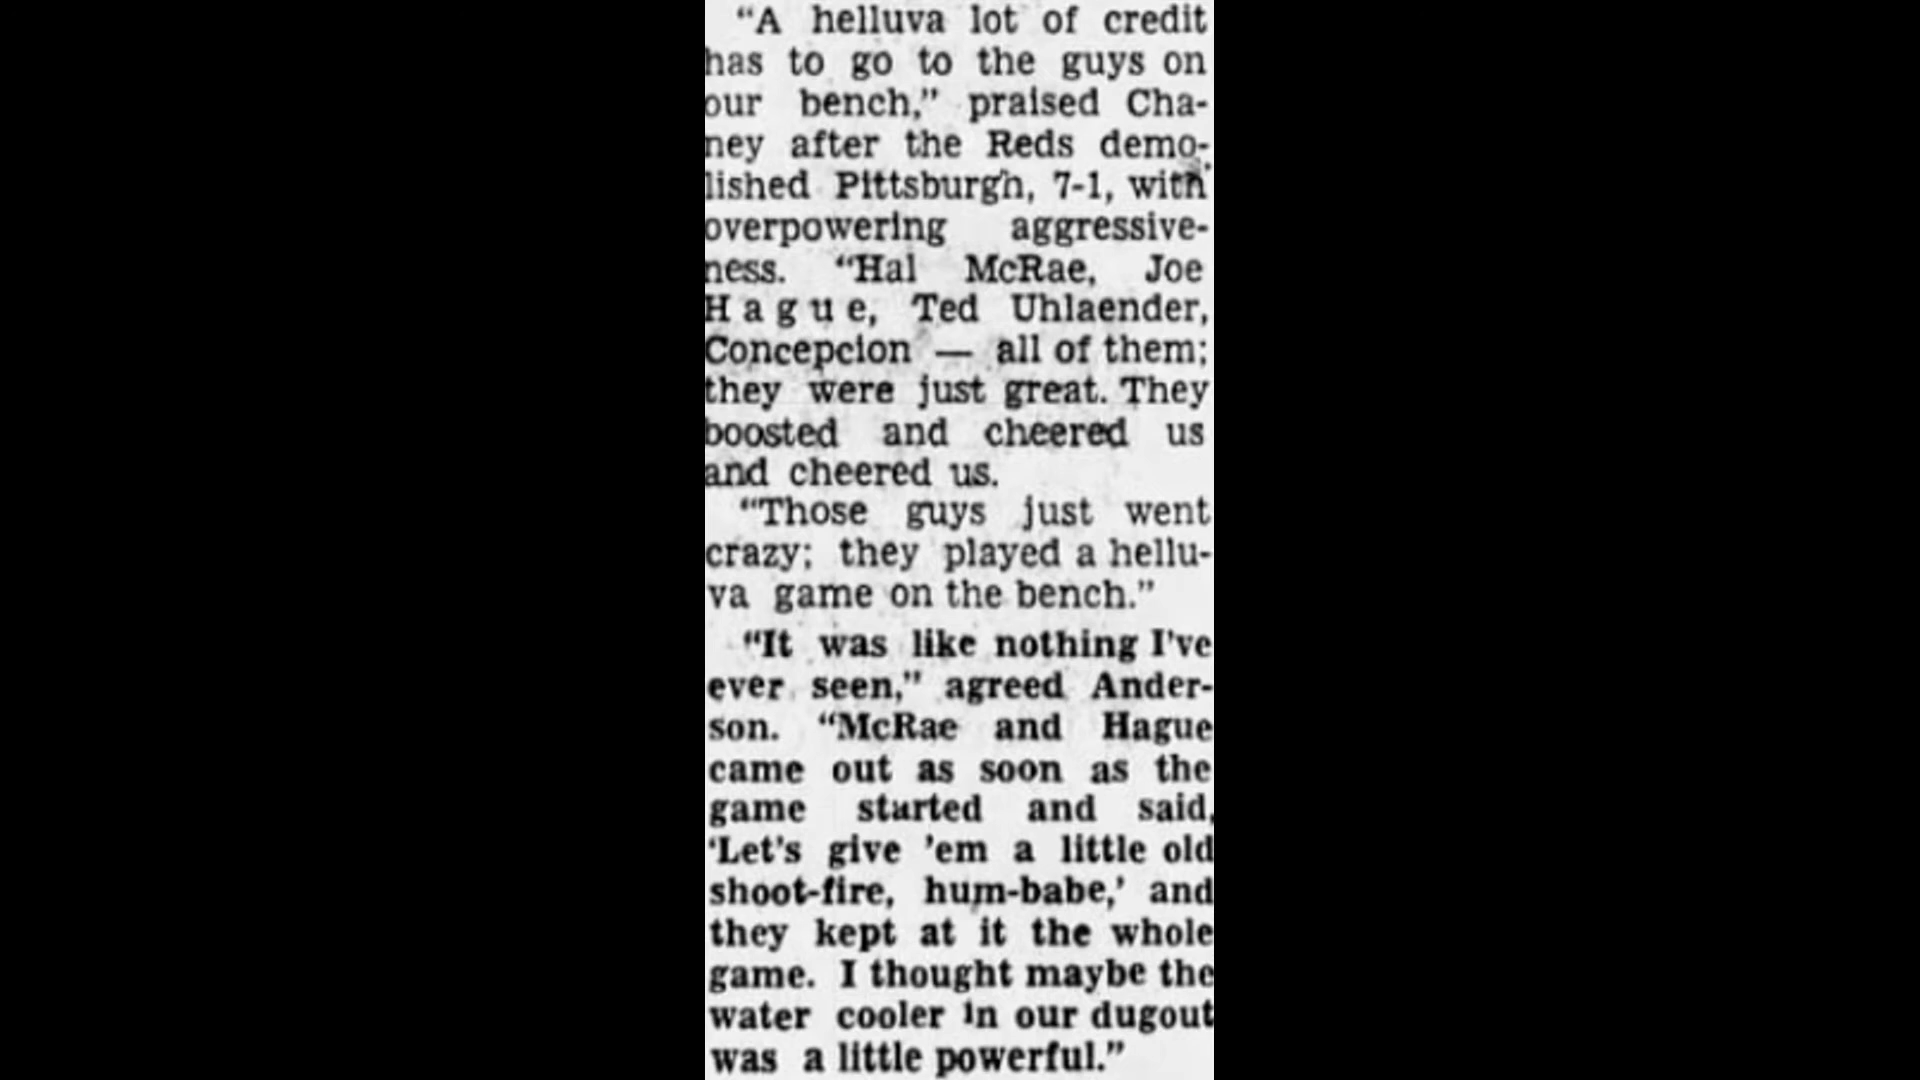 “A helluva lot of credit
has to go to the guys on
our bench,” praised Cha-
ney after the Reds demo-
lished Pittsburgh, 7-1, with
overpowering aggressive-
ness. “Hal McRae, Joe
Hague, Ted Uhlaender,
Concepcion — all of them;
they were just great. They
boosted and cheered us
and cheered us.
“Those guys just went
crazy; they played a hellu-
va game on the bench.”
“It was like nothing I’ve
ever seen,” agreed Ander-
son. “McRae and Hague
came out as soon as the
game started and said,
‘Let’s give ’em a little old
shoot-fire, hum-babe,’ and
they kept at it the whole
game. I thought maybe the
water cooler in our dugout
was a little powerful.”